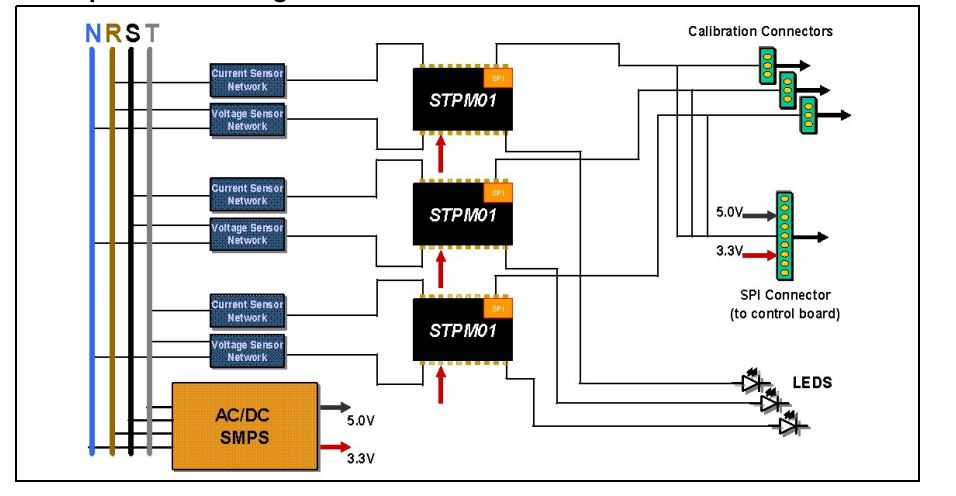 N R S T
Calibration Connectors
Current Sensor
Network
SPI
STPM01
Voltage Sensor
Network
Current Sensor
Network
SPI
STPM01
Voltage Sensor
Network
5.0V
3.3V
SPI Connector
(to control board)
Current Sensor
Network
SPI
STPM01
Voltage Sensor
Network
LEDS
AC/DC
SMPS
5.0V
3.3V